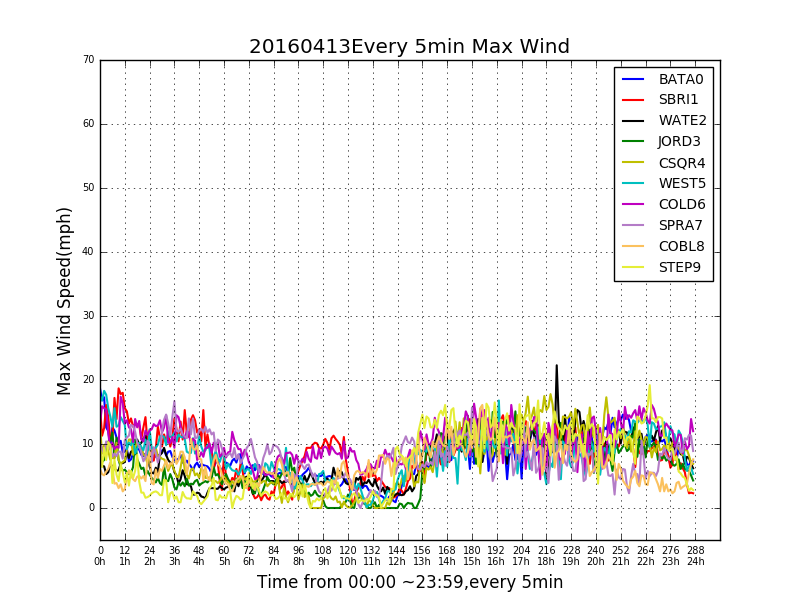 20160413Every 5min Max Wind
70
60
50
40
30
20
10
0
Max Wind Speed(mph)
BATA0
SBRI1
WATE2
JORD3
CSQR4
WEST5
COLD6
SPRA7
COBL8
STEP9
0 12 24 36 48 60 72 84 96 108 120 132 144 156 168 180 192 204 216 228 240 252 264 276 288
0h 1h 2h 3h 4h 5h 6h 7h 8h 9h 10h 11h 12h 13h 14h 15h 16h 17h 18h 19h 20h 21h 22h 23h 24h
Time from 00:00 ~23:59,every 5min